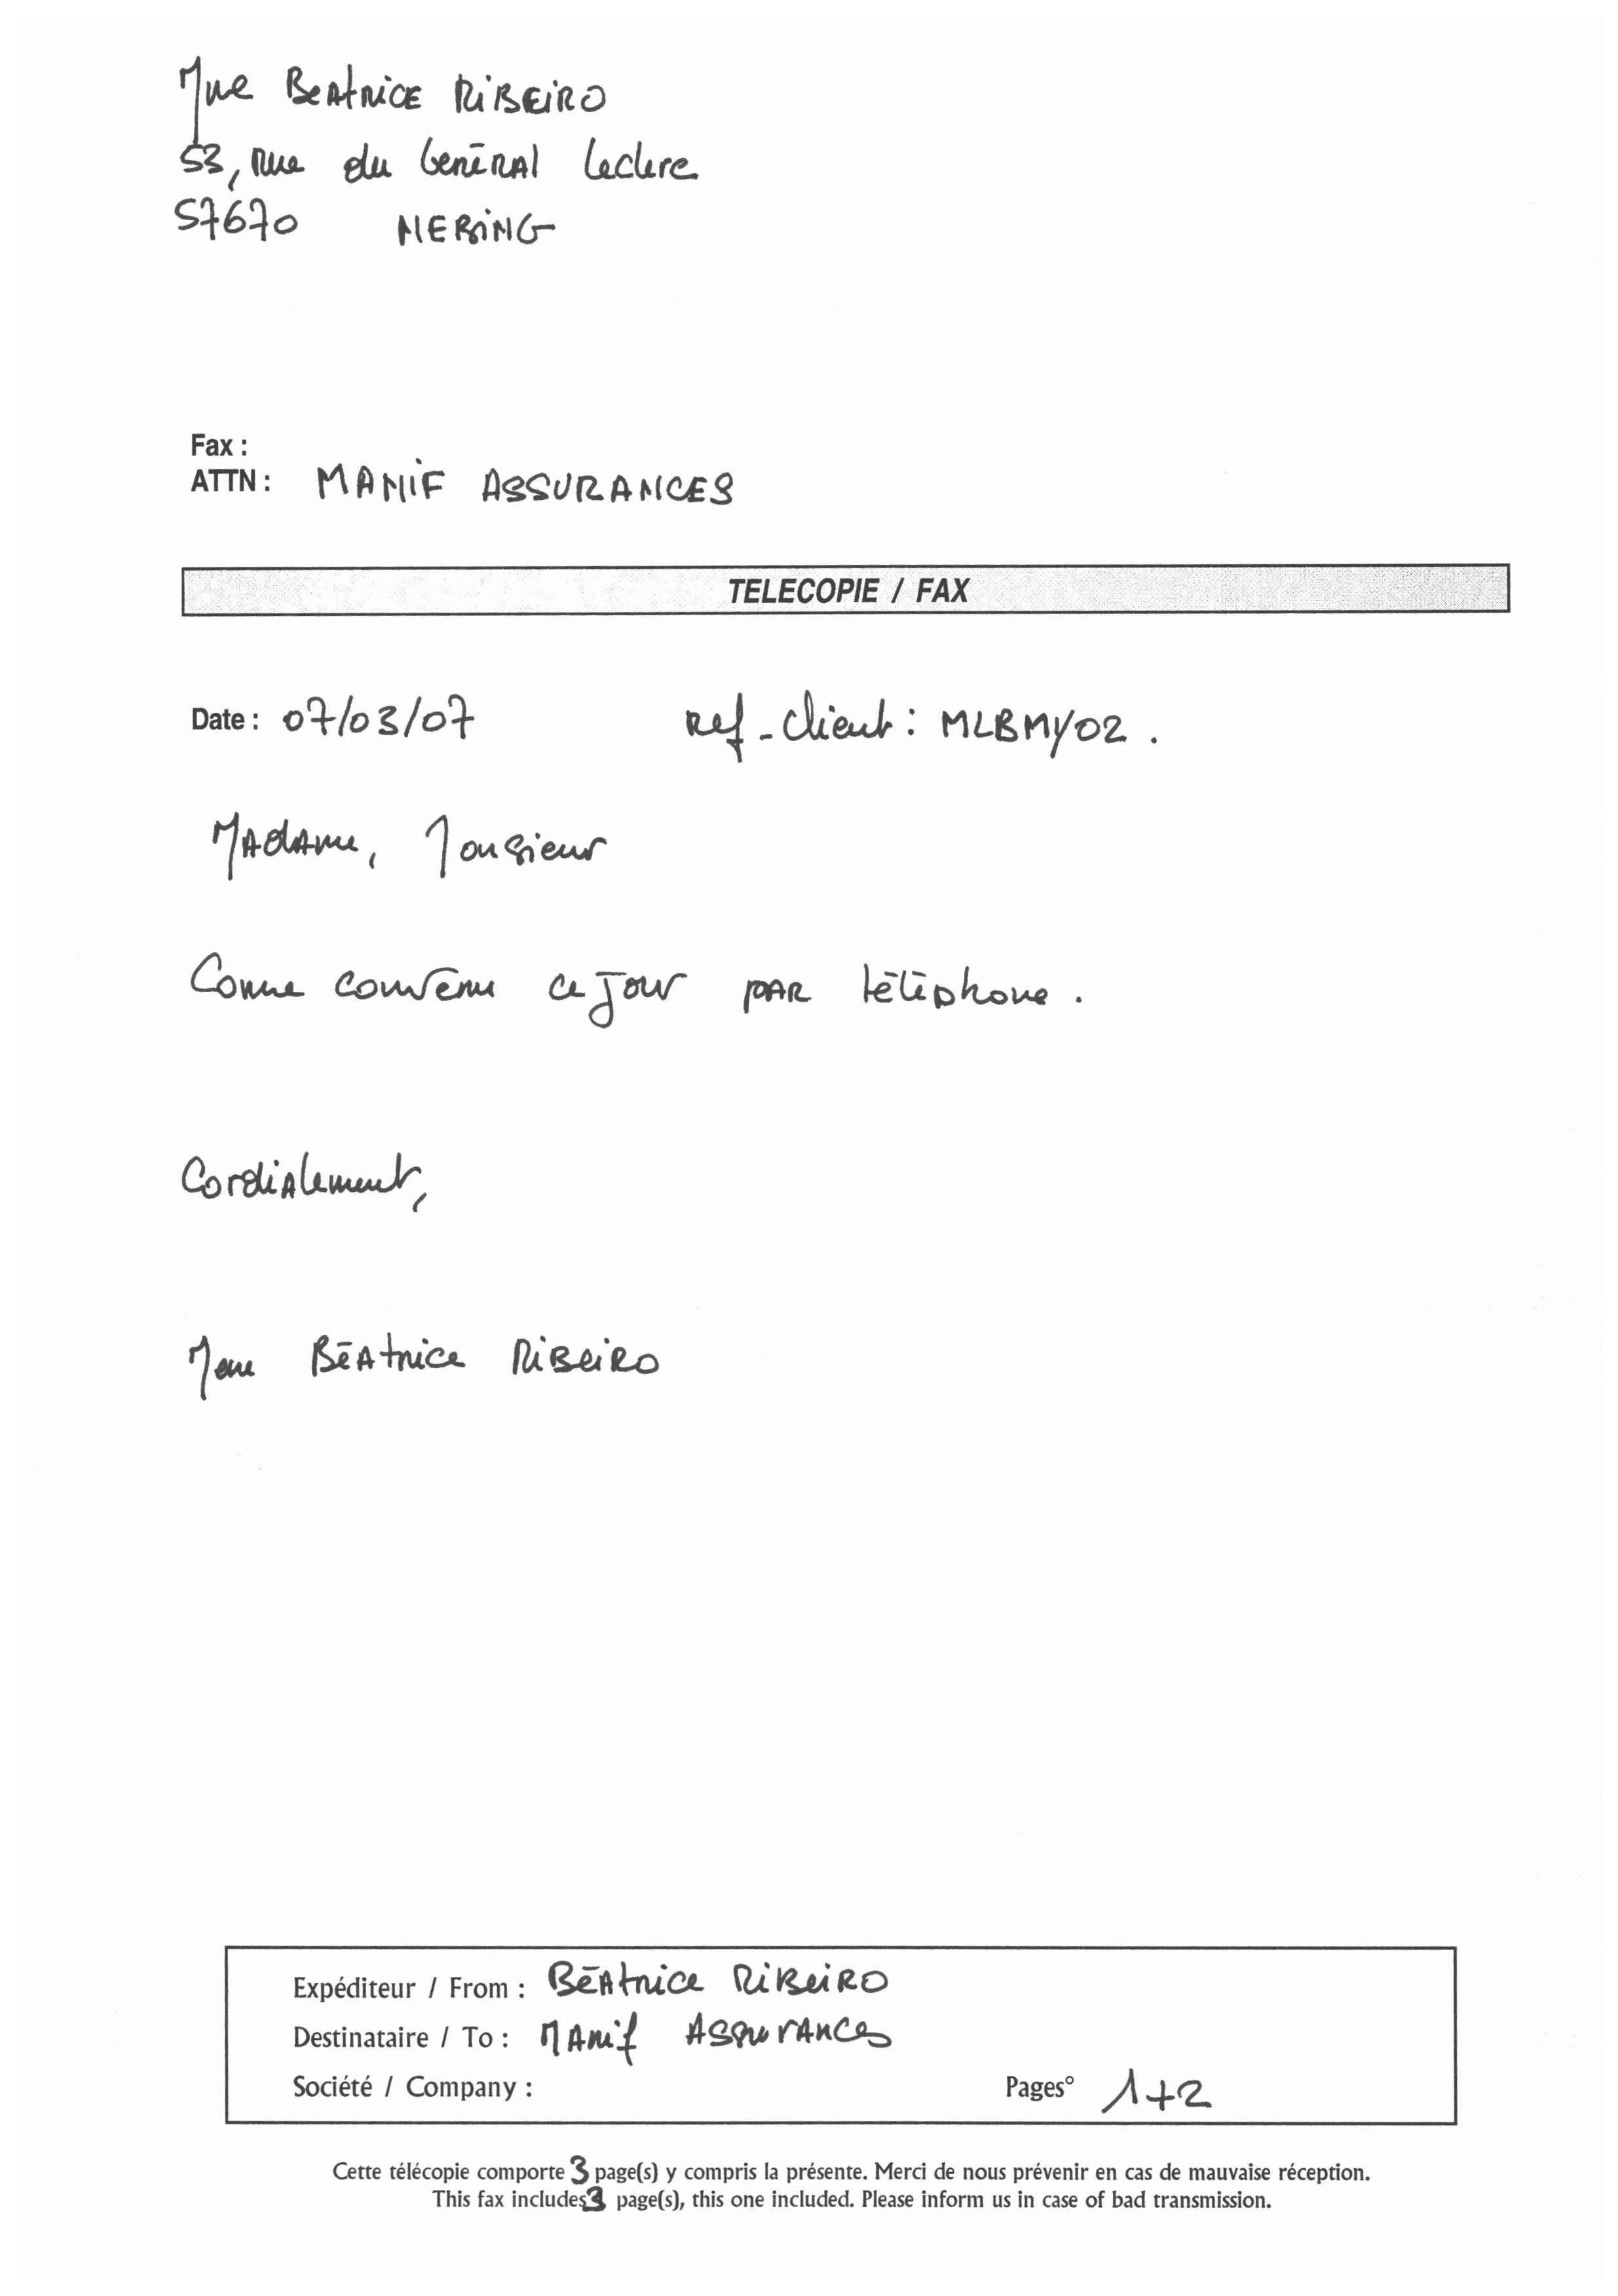 Mme Beatrice RiBEiRO
53, rue du Genéral Leclerc
57670 NEBING
Fax :
ATTN : MANiF ASSURANCES
TELECOPIE / FAX
Date : 07/03/07 Ref-client : MLBMY02.
Madame, Monsieur
Comme convenu ce jour par téléphone.
Cordialement,
Mme Béatrice RiBeiRO
Expéditeur / From : Béatrice RiBeiRO
Destinataire / To : Manif Assurances
Société / Company : Pages° 1+2
Cette télécopie comporte 3 page(s) y compris la présente. Merci de nous prévenir en cas de mauvaise réception.
This fax includes 3 page(s), this one included. Please inform us in case of bad transmission.